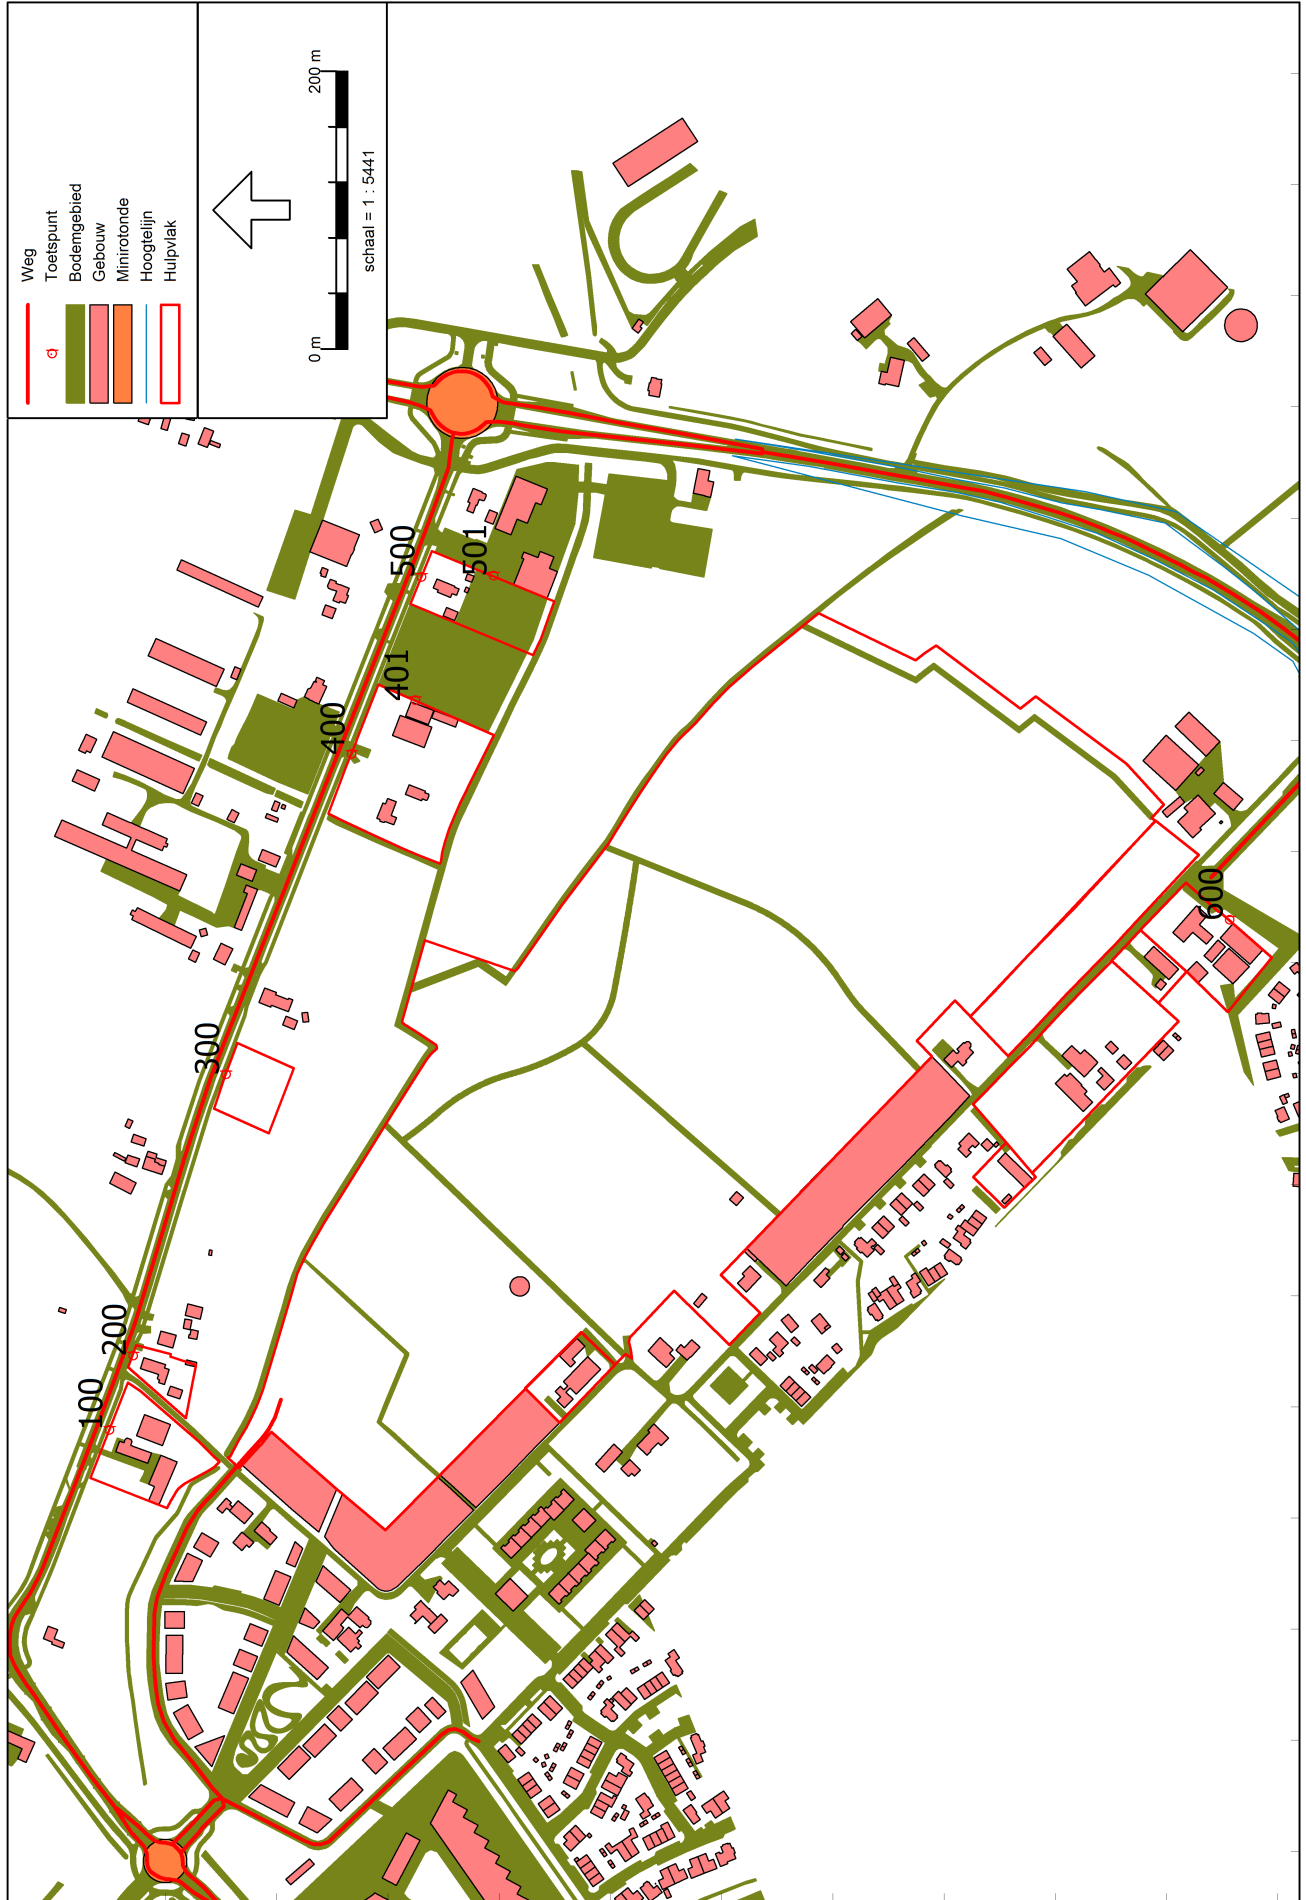 Weg
Toetspunt
Bodemgebied
Gebouw
Minirotonde
Hoogtelijn
Hulpvlak
0 m
200 m
schaal = 1 : 5441
100
200
300
400
401
500
501
600